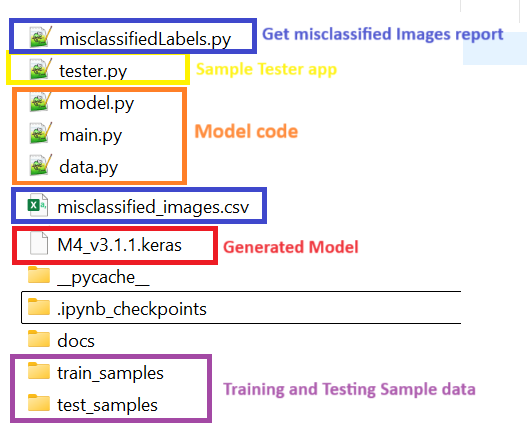 misclassifiedLabels.py Get misclassified Images report
tester.py Sample Tester app
model.py
main.py Model code
data.py
misclassified_images.csv
M4_v3.1.1.keras Generated Model
__pycache__
.ipynb_checkpoints
docs
train_samples Training and Testing Sample data
test_samples